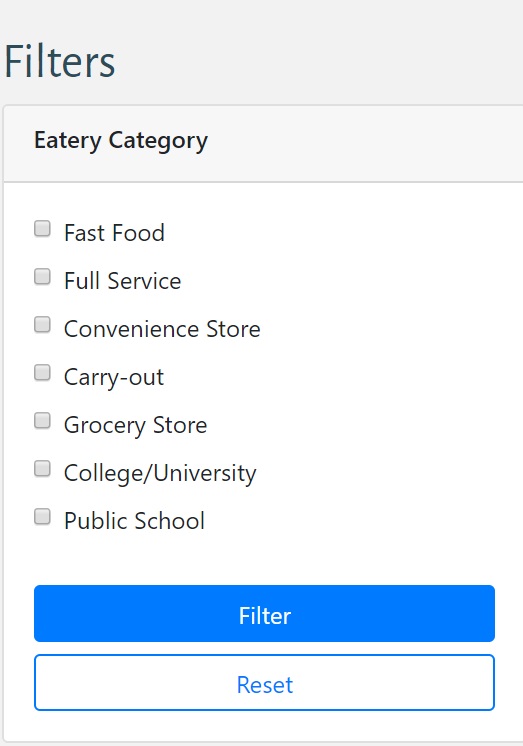 Filters
Eatery Category
Fast Food
Full Service
Convenience Store
Carry-out
Grocery Store
College/University
Public School
Filter
Reset